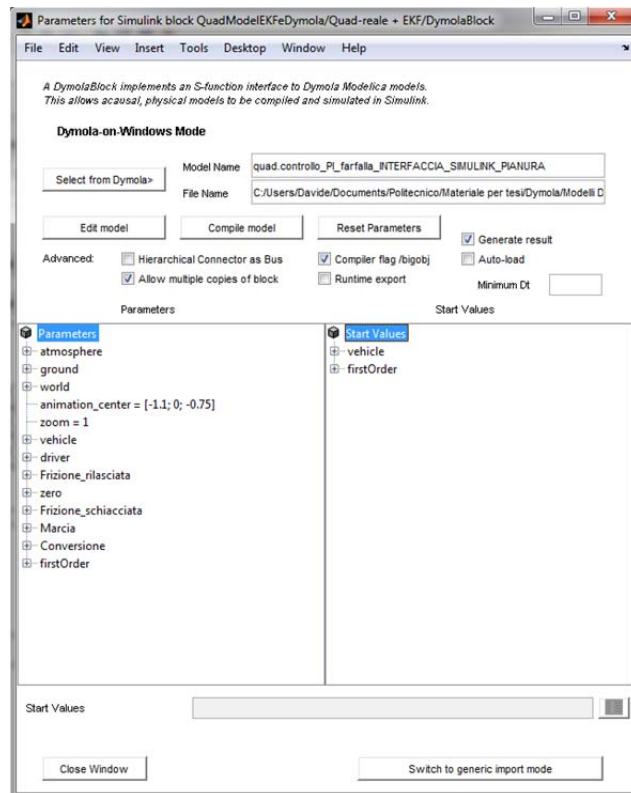 Parameters for Simulink block QuadModelEKFeDymola/Quad-reale + EKF/DymolaBlock
File Edit View Insert Tools Desktop Window Help
A DymolaBlock implements an S-function interface to Dymola Modelica models.
This allows acausal, physical models to be compiled and simulated in Simulink.
Dymola-on-Windows Mode
Select from Dymola>
Model Name quad.controllo_PI_farfalla_INTERFACCIA_SIMULINK_PIANURA
File Name C:/Users/Davide/Documents/Politecnico/Materiale per tesi/Dymola/Modelli D
Edit model Compile model Reset Parameters
Generate result
Advanced: Hierarchical Connector as Bus Compiler flag /bigobj Auto-load
Allow multiple copies of block Runtime export Minimum Dt
Parameters Start Values
Parameters
atmosphere
ground
world
animation_center = [-1.1; 0; -0.75]
zoom = 1
vehicle
driver
Frizione_rilasciata
zero
Frizione_schiacciata
Marcia
Conversione
firstOrder
Start Values
vehicle
firstOrder
Start Values
Close Window Switch to generic import mode